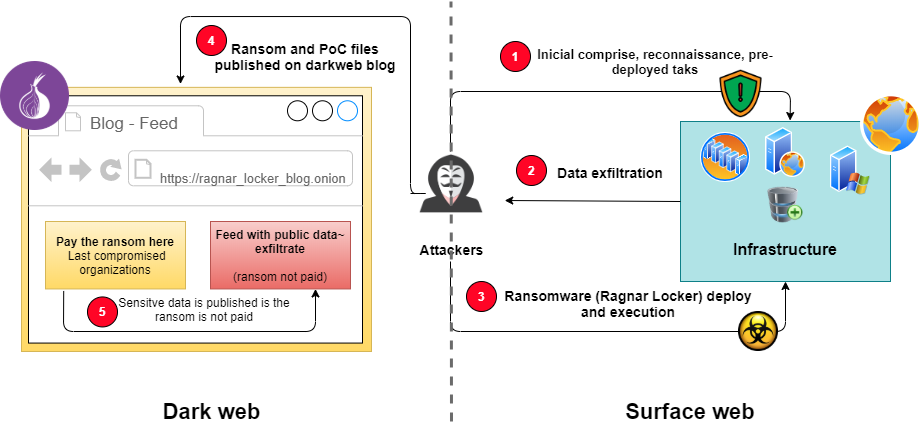 4
Ransom and PoC files
published on darkweb blog
1
Inicial comprise, reconnaissance, pre-
deployed taks
Blog - Feed
https://ragnar_locker_blog.onion
2
Data exfiltration
Attackers
Infrastructure
Pay the ransom here
Last compromised
organizations
Feed with public data~
exfiltrate
(ransom not paid)
5
Sensitve data is published is the
ransom is not paid
3
Ransomware (Ragnar Locker) deploy
and execution
Dark web
Surface web